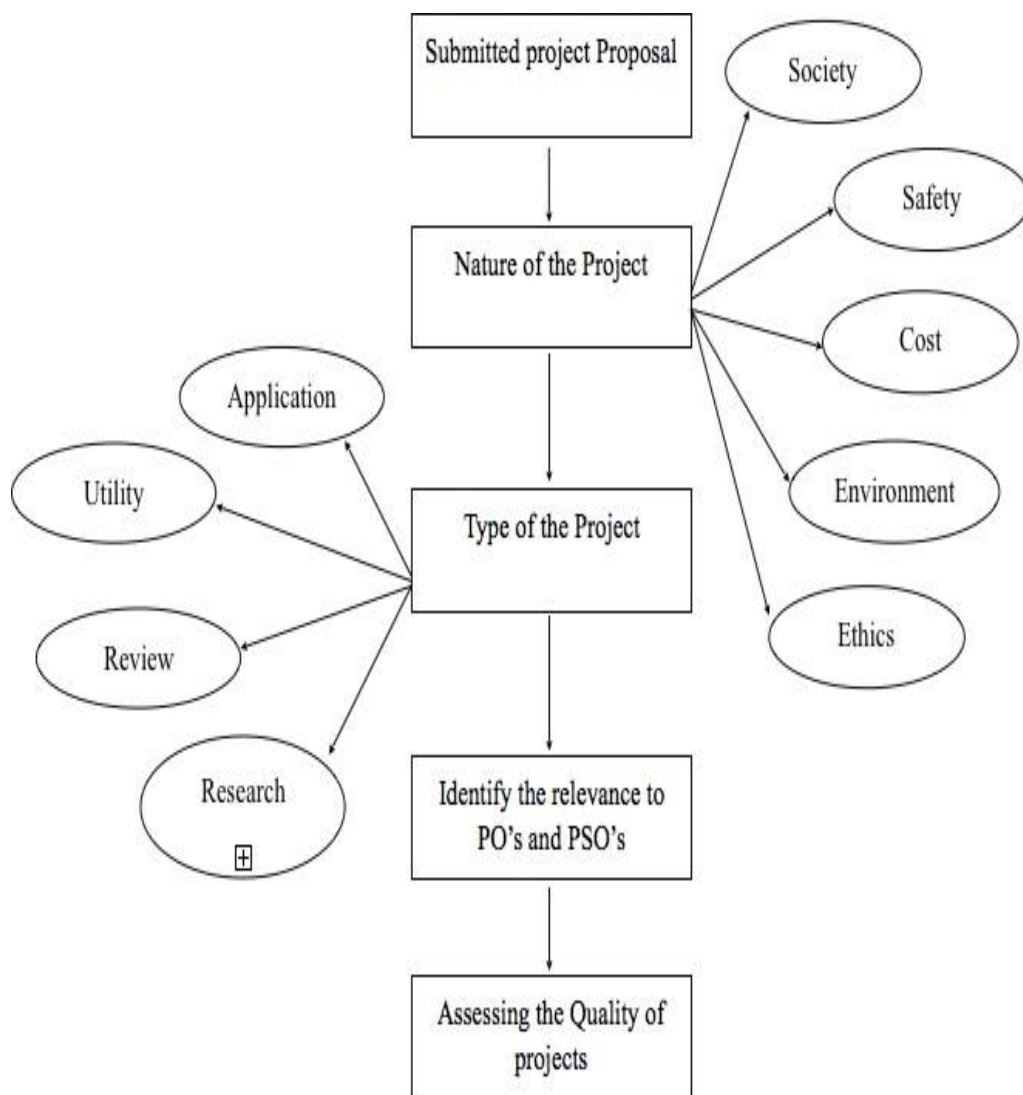 Submitted project Proposal
Society
Safety
Nature of the Project
Cost
Application
Utility
Environment
Type of the Project
Ethics
Review
Research
Identify the relevance to
PO's and PSO's
Assessing the Quality of
projects